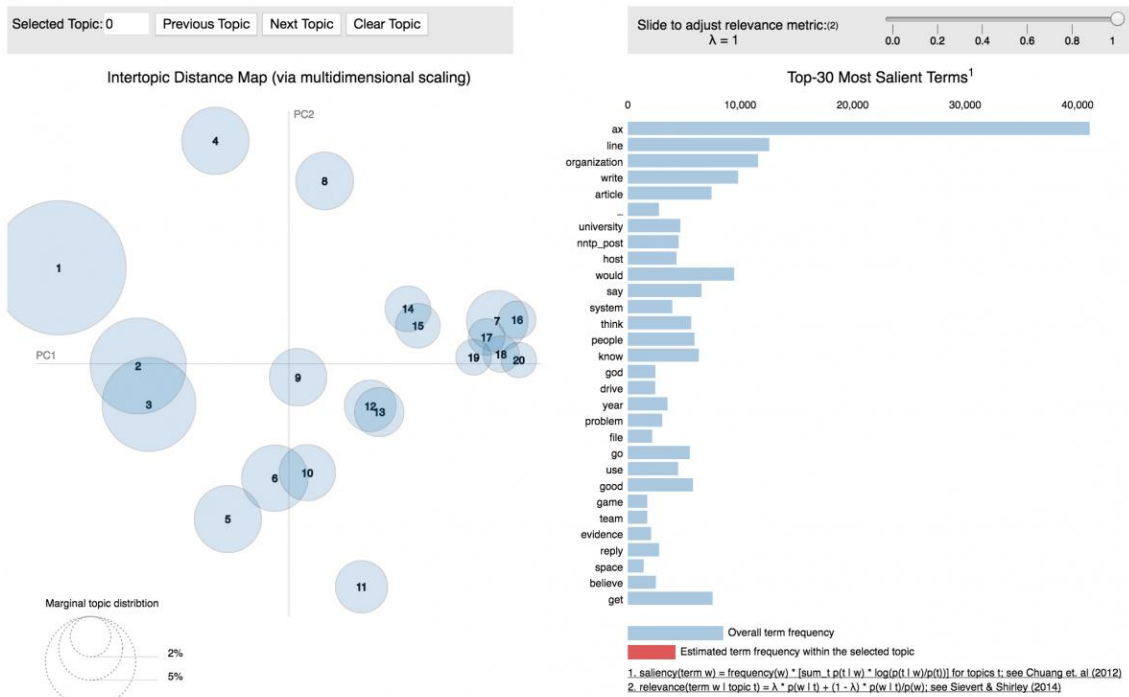 Selected Topic: 0 Previous Topic Next Topic Clear Topic
Slide to adjust relevance metric:(2)
λ = 1
0.0 0.2 0.4 0.6 0.8 1
Intertopic Distance Map (via multidimensional scaling)
PC2
PC1
4
8
1
14
15
7
16
17
2
19
18
20
9
3
12
13
6
10
5
11
Marginal topic distribtion
2%
5%
Top-30 Most Salient Terms1
0 10,000 20,000 30,000 40,000
ax
line
organization
write
article
_
university
nntp_post
host
would
say
system
think
people
know
god
drive
year
problem
file
go
use
good
game
team
evidence
reply
space
believe
get
Overall term frequency
Estimated term frequency within the selected topic
1. saliency(term w) = frequency(w) * [sum_t p(t | w) * log(p(t | w)/p(t))] for topics t; see Chuang et. al (2012)
2. relevance(term w | topic t) = λ * p(w | t) + (1 - λ) * p(w | t)/p(w); see Sievert & Shirley (2014)